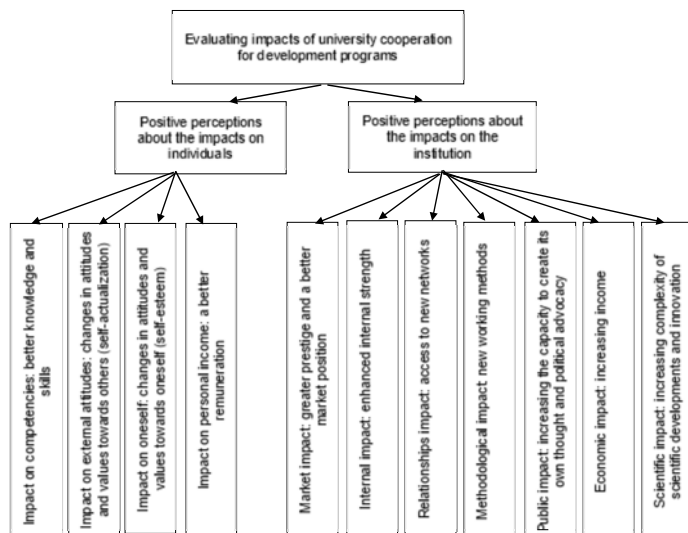 Evaluating impacts of university cooperation
for development programs
Positive perceptions
about the impacts on
individuals
Positive perceptions about
the impacts on the
institution
Impact on competencies: better knowledge and
skills
Impact on external attitudes: changes in attitudes
and values towards others (self-actualization)
Impact on oneself: changes in attitudes and
values towards oneself (self-esteem)
Impact on personal income: a better
remuneration
Market impact: greater prestige and a better
market position
Internal impact: enhanced internal strength
Relationships impact: access to new networks
Methodological impact: new working methods
Public impact: increasing the capacity to create its
own thought and political advocacy
Economic impact: increasing income
Scientific impact: increasing complexity of
scientific developments and innovation